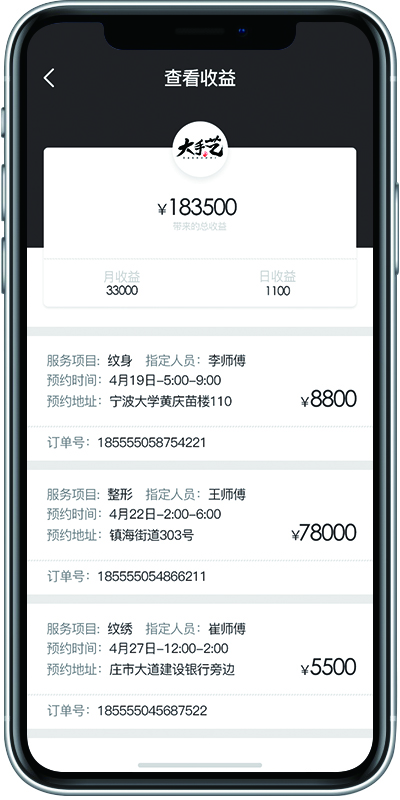 查看收益
大手艺
¥183500
带来的总收益
月收益 日收益
33000 1100
服务项目: 纹身 指定人员: 李师傅
预约时间: 4月19日-5:00-9:00
预约地址: 宁波大学黄庆苗楼110
¥8800
订单号: 185555058754221
服务项目: 整形 指定人员: 王师傅
预约时间: 4月22日-2:00-6:00
预约地址: 镇海街道303号
¥78000
订单号: 185555054866211
服务项目: 纹绣 指定人员: 崔师傅
预约时间: 4月27日-12:00-2:00
预约地址: 庄市大道建设银行旁边
¥5500
订单号: 185555045687522